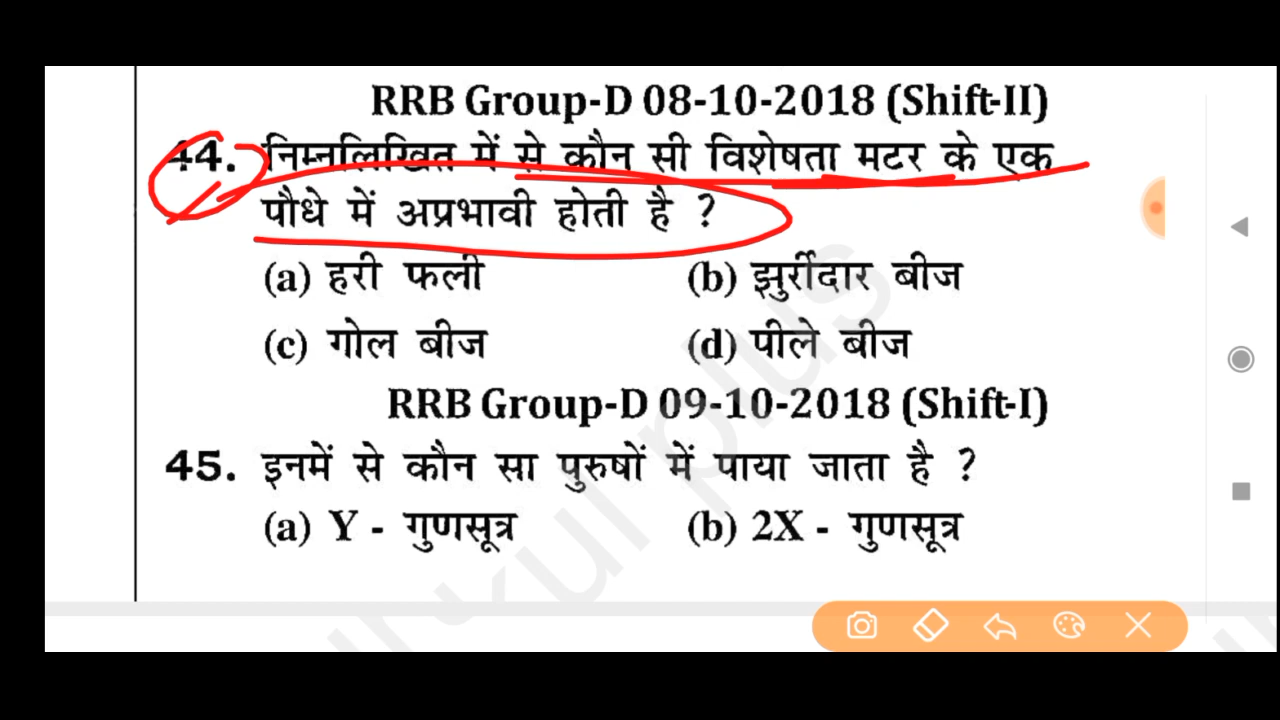 RRB Group-D 08-10-2018 (Shift-II)
44. निम्नलिखित में से कौन सी विशेषता मटर के एक
पौधे में अप्रभावी होती है ?
(a) हरी फली (b) झुर्रीदार बीज
(c) गोल बीज (d) पीले बीज
RRB Group-D 09-10-2018 (Shift-I)
45. इनमें से कौन सा पुरुषों में पाया जाता है ?
(a) Y - गुणसूत्र (b) 2X - गुणसूत्र
plus